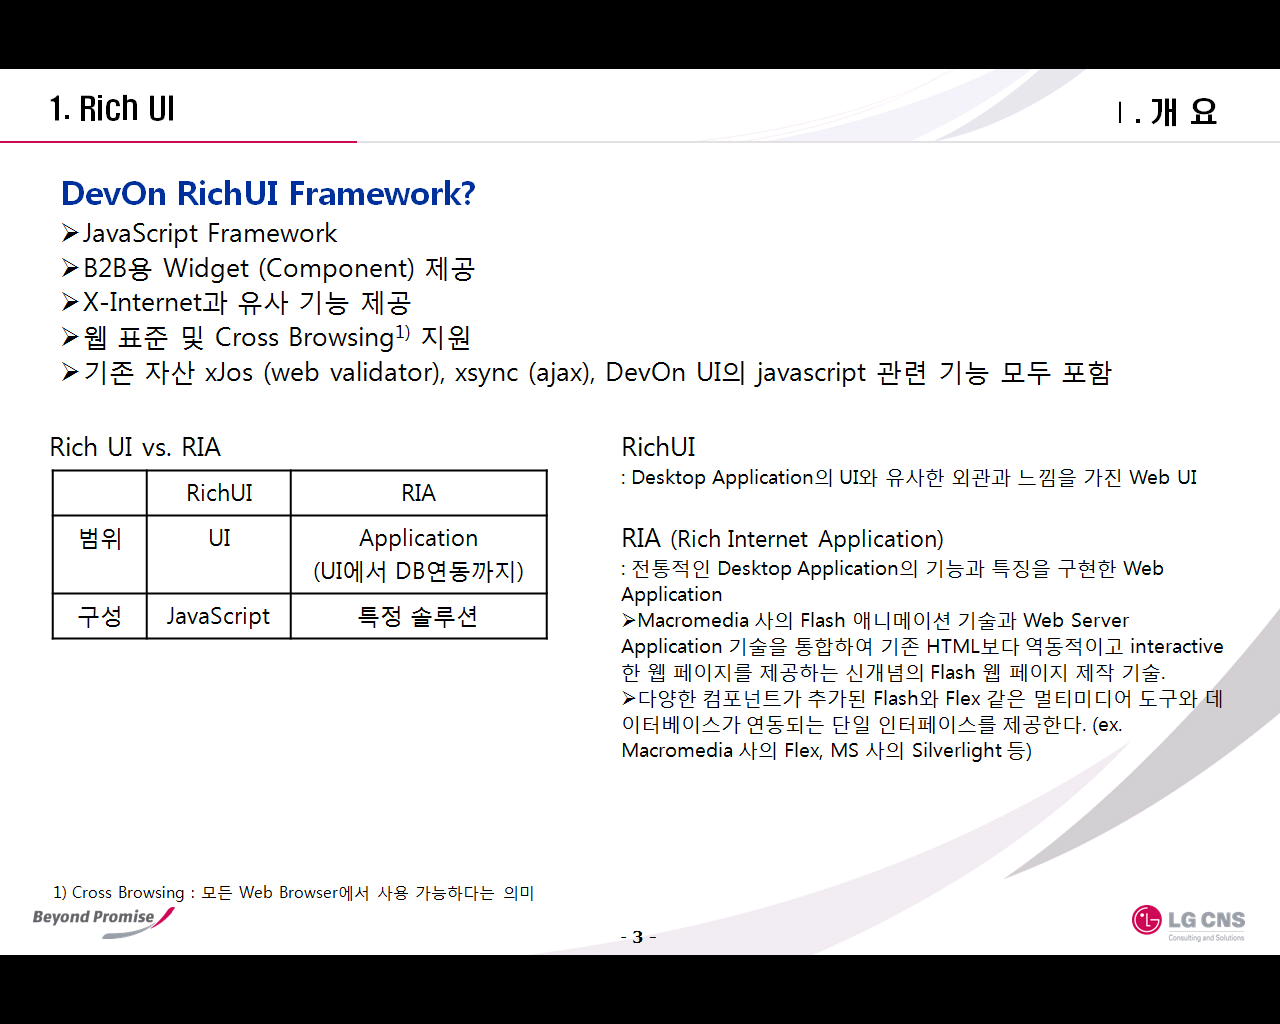 1. Rich UI
Ⅰ. 개 요
DevOn RichUI Framework?
➢JavaScript Framework
➢B2B용 Widget (Component) 제공
➢X-Internet과 유사 기능 제공
➢웹 표준 및 Cross Browsing1) 지원
➢기존 자산 xJos (web validator), xsync (ajax), DevOn UI의 javascript 관련 기능 모두 포함
Rich UI vs. RIA
RichUI RIA
범위 UI Application
(UI에서 DB연동까지)
구성 JavaScript 특정 솔루션
RichUI
: Desktop Application의 UI와 유사한 외관과 느낌을 가진 Web UI
RIA (Rich Internet Application)
: 전통적인 Desktop Application의 기능과 특징을 구현한 Web
Application
➢Macromedia 사의 Flash 애니메이션 기술과 Web Server
Application 기술을 통합하여 기존 HTML보다 역동적이고 interactive
한 웹 페이지를 제공하는 신개념의 Flash 웹 페이지 제작 기술.
➢다양한 컴포넌트가 추가된 Flash와 Flex 같은 멀티미디어 도구와 데
이터베이스가 연동되는 단일 인터페이스를 제공한다. (ex.
Macromedia 사의 Flex, MS 사의 Silverlight 등)
1) Cross Browsing : 모든 Web Browser에서 사용 가능하다는 의미
Beyond Promise
- 3 -
LG CNS
Consulting and Solutions